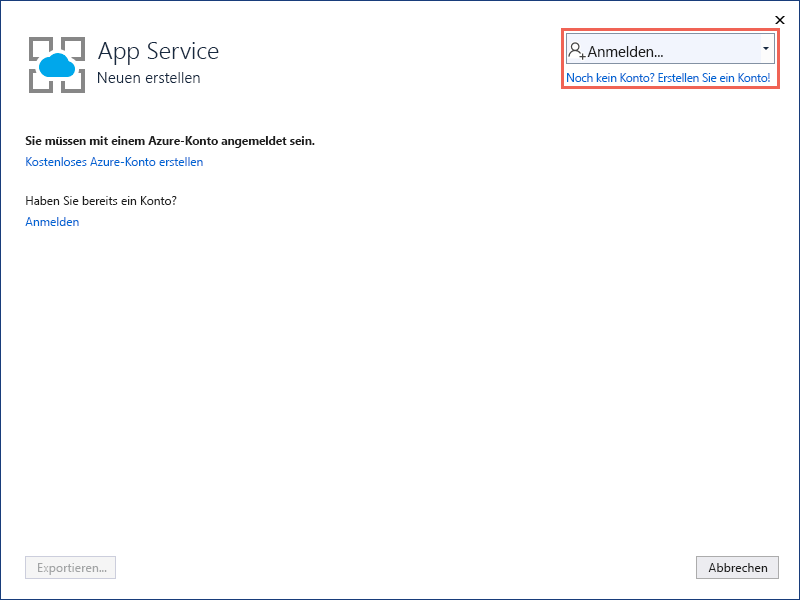 App Service
Neuen erstellen
Anmelden...
Noch kein Konto? Erstellen Sie ein Konto!
Sie müssen mit einem Azure-Konto angemeldet sein.
Kostenloses Azure-Konto erstellen
Haben Sie bereits ein Konto?
Anmelden
Exportieren...
Abbrechen